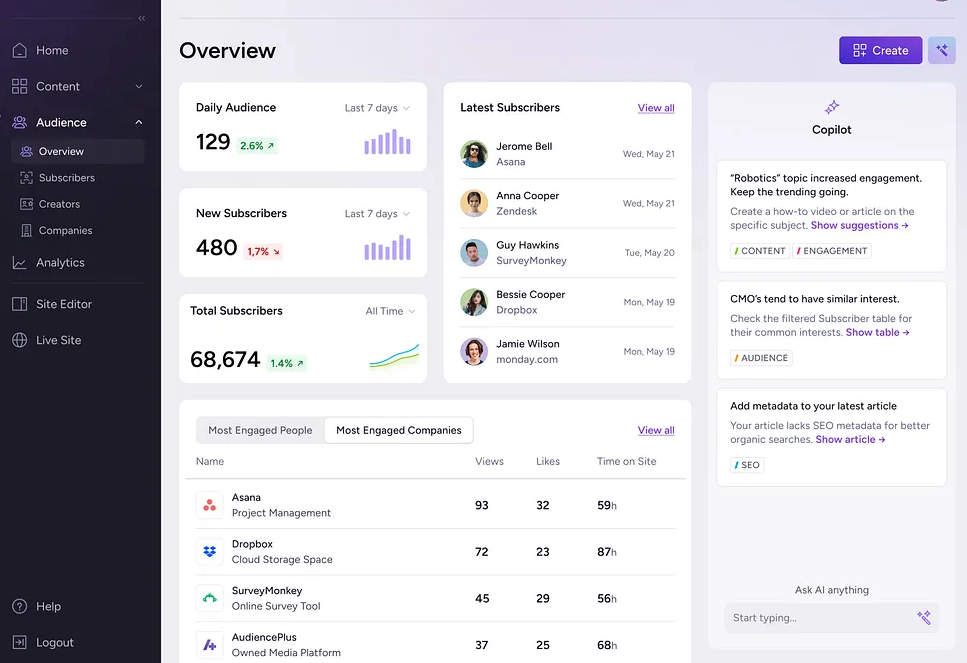 «
Home
Content
Audience
Overview
Subscribers
Creators
Companies
Analytics
Site Editor
Live Site
Help
Logout
Overview
Create
Daily Audience
Last 7 days
129
2.6% ↗
New Subscribers
Last 7 days
480
1,7% ↘
Total Subscribers
All Time
68,674
1.4% ↗
Latest Subscribers
View all
Jerome Bell
Asana
Wed, May 21
Anna Cooper
Zendesk
Wed, May 21
Guy Hawkins
SurveyMonkey
Tue, May 20
Bessie Cooper
Dropbox
Mon, May 19
Jamie Wilson
monday.com
Mon, May 19
Most Engaged People
Most Engaged Companies
View all
Name Views Likes Time on Site
Asana
Project Management
93 32 59h
Dropbox
Cloud Storage Space
72 23 87h
SurveyMonkey
Online Survey Tool
45 29 56h
AudiencePlus
Owned Media Platform
37 25 68h
Copilot
“Robotics” topic increased engagement.
Keep the trending going.
Create a how-to video or article on the
specific subject. Show suggestions →
/ CONTENT / ENGAGEMENT
CMO’s tend to have similar interest.
Check the filtered Subscriber table for
their common interests. Show table →
/ AUDIENCE
Add metadata to your latest article
Your article lacks SEO metadata for better
organic searches. Show article →
/ SEO
Ask AI anything
Start typing...